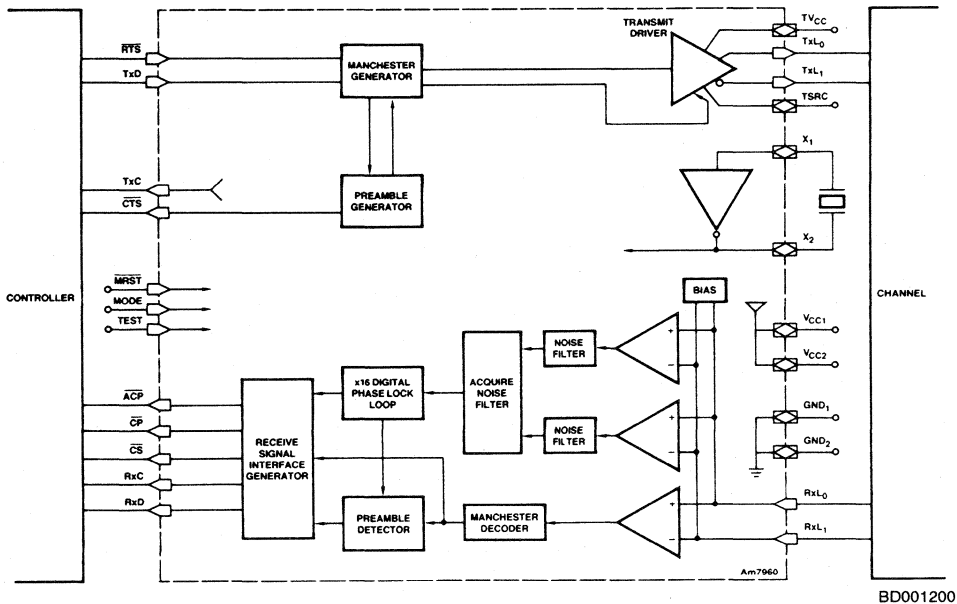 TRANSMIT
DRIVER
TVCC
TxL0
TxL1
TSRC
RTS
TxD
MANCHESTER
GENERATOR
X1
TxC
CTS
PREAMBLE
GENERATOR
X2
CONTROLLER
CHANNEL
MRST
MODE
TEST
BIAS
VCC1
VCC2
NOISE
FILTER
+
−
ACQUIRE
NOISE
FILTER
x16 DIGITAL
PHASE LOCK
LOOP
NOISE
FILTER
+
−
GND1
GND2
ACP
CP
CS
RxC
RxD
RECEIVE
SIGNAL
INTERFACE
GENERATOR
PREAMBLE
DETECTOR
MANCHESTER
DECODER
+
−
RxL0
RxL1
Am7960
BD001200